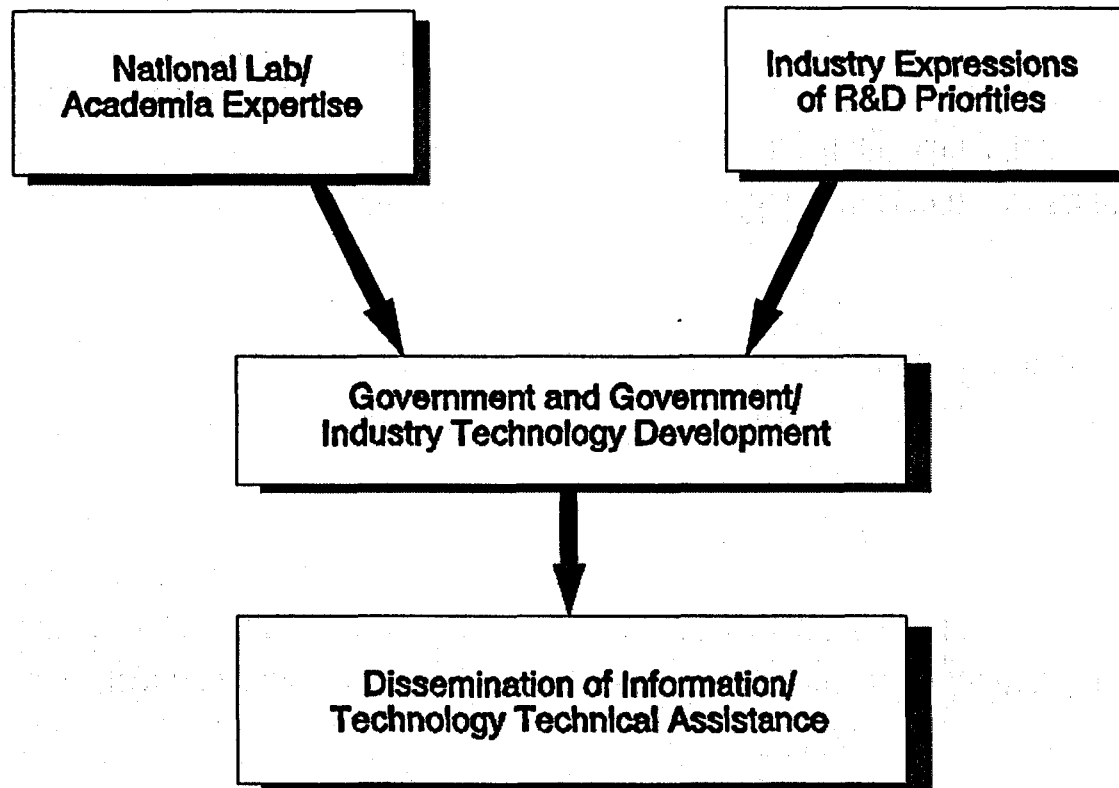 National Lab/
Academia Expertise
Industry Expressions
of R&D Priorities
Government and Government/
Industry Technology Development
Dissemination of Information/
Technology Technical Assistance